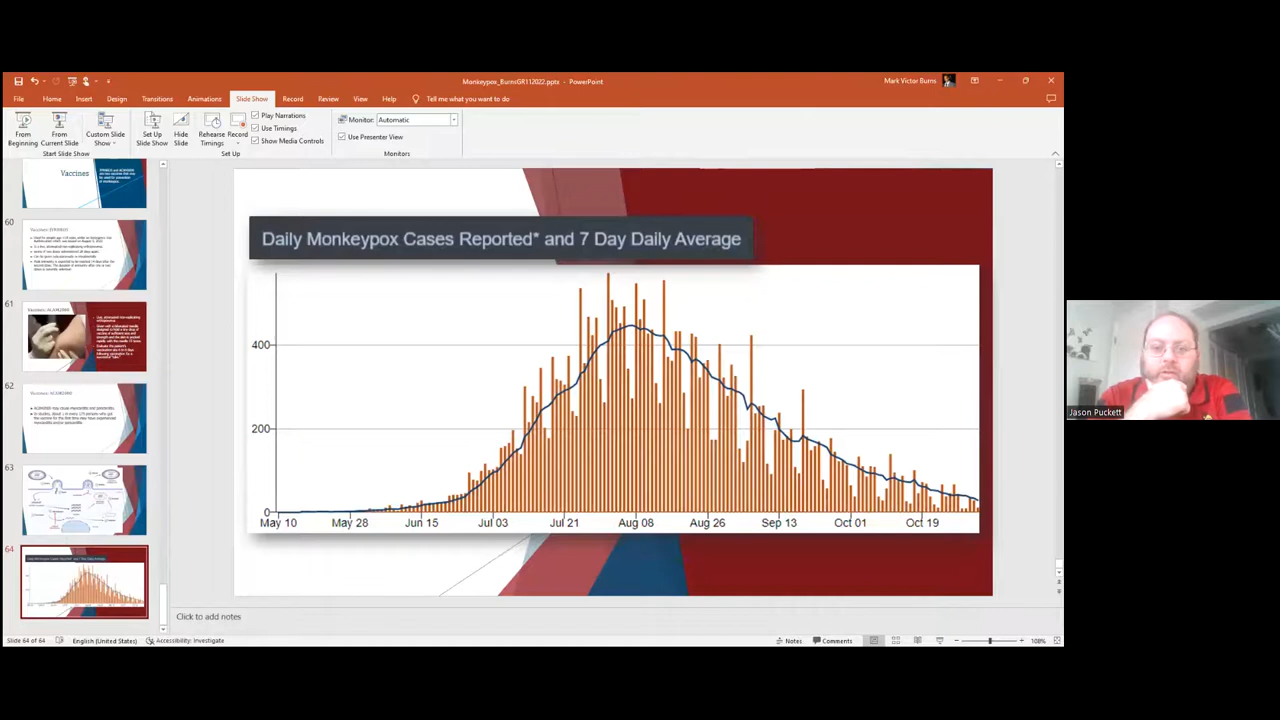 Monkeypox_BurnsGR112022.pptx - PowerPoint
Mark Victor Burns
File Home Insert Design Transitions Animations Slide Show Record Review View Help Tell me what you want to do
From Beginning
From Current Slide
Custom Slide Show
Set Up Slide Show
Hide Slide
Rehearse Timings
Record
Play Narrations
Use Timings
Show Media Controls
Monitor: Automatic
Use Presenter View
Start Slide Show
Set Up
Monitors
Vaccines
60
61
62
63
64
Daily Monkeypox Cases Reported* and 7 Day Daily Average
400
200
0
May 10 May 28 Jun 15 Jul 03 Jul 21 Aug 08 Aug 26 Sep 13 Oct 01 Oct 19
Jason Puckett
Click to add notes
Slide 64 of 64 English (United States) Accessibility: Investigate Notes Comments 108%